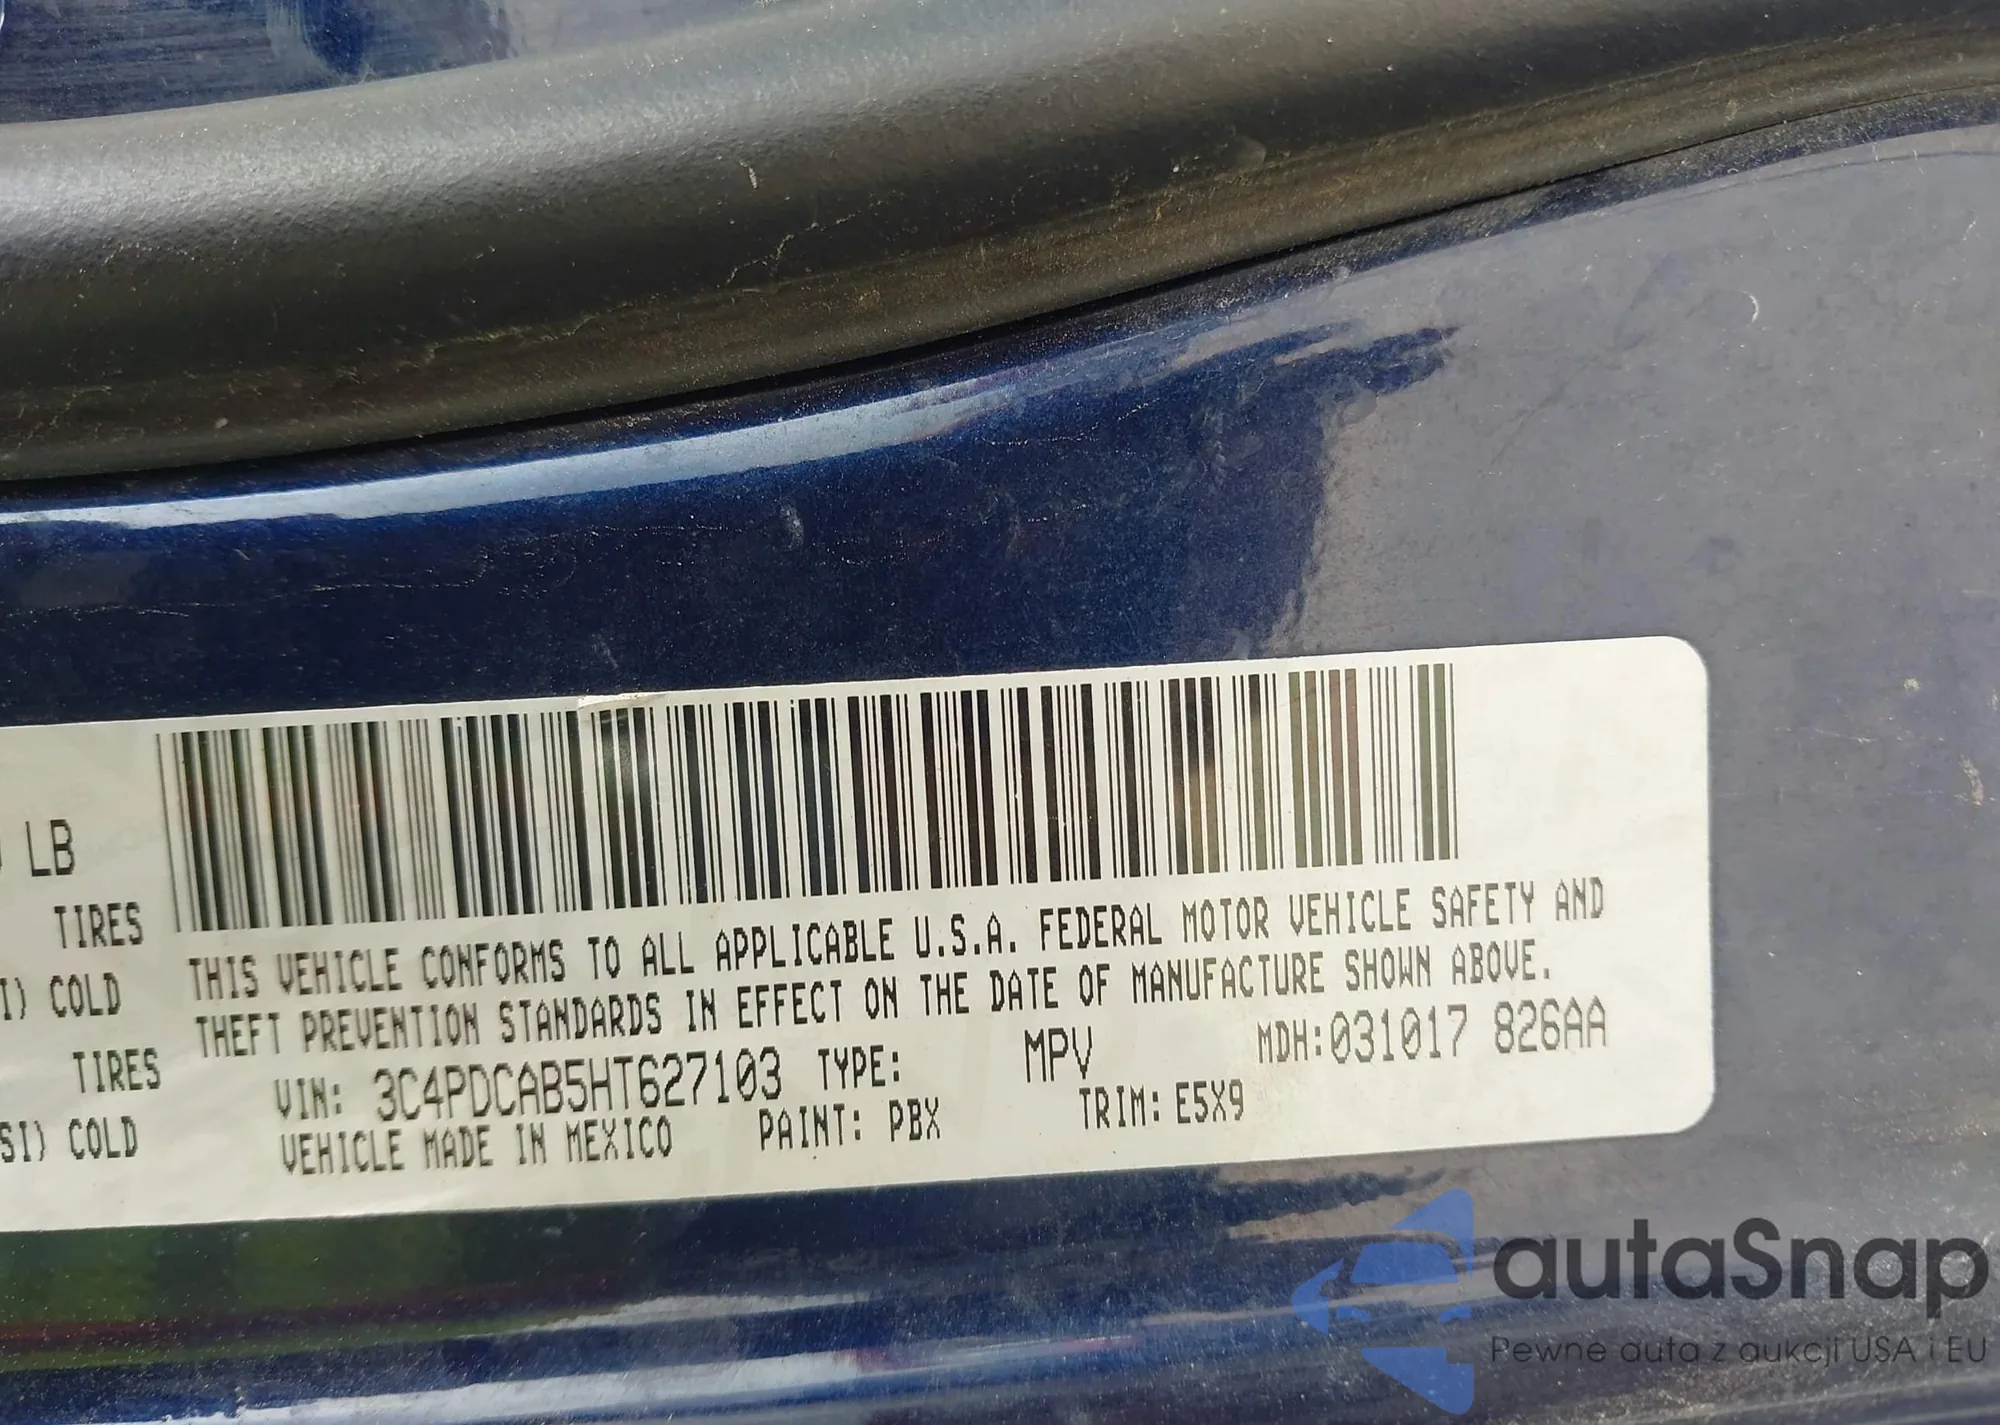 LB
TIRES
I) COLD
TIRES
SI) COLD
THIS VEHICLE CONFORMS TO ALL APPLICABLE U.S.A. FEDERAL MOTOR VEHICLE SAFETY AND
THEFT PREVENTION STANDARDS IN EFFECT ON THE DATE OF MANUFACTURE SHOWN ABOVE.
VIN: 3C4PDCAB5HT627103 TYPE: MPV MDH:031017 826AA
VEHICLE MADE IN MEXICO PAINT: PBX TRIM: E5X9
autaSnap
Pewne auta z aukcji USA i EU